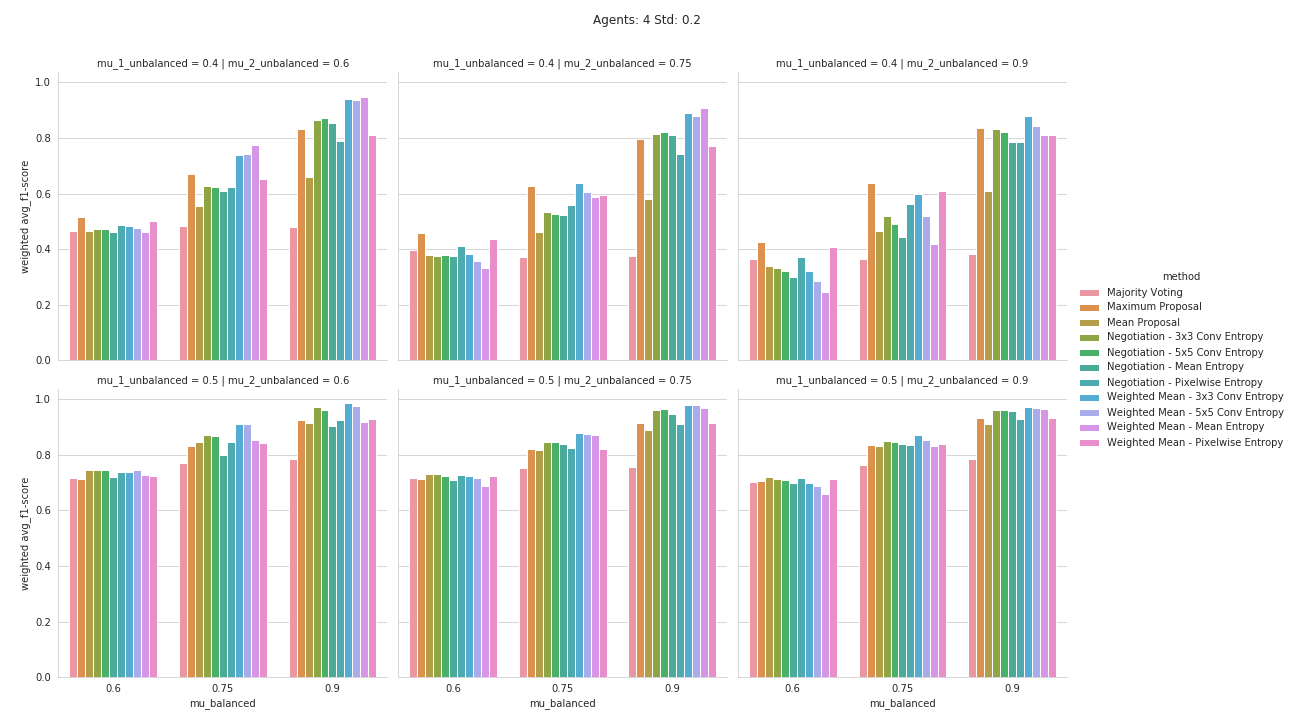 Agents: 4 Std: 0.2
mu_1_unbalanced = 0.4 | mu_2_unbalanced = 0.6
mu_1_unbalanced = 0.4 | mu_2_unbalanced = 0.75
mu_1_unbalanced = 0.4 | mu_2_unbalanced = 0.9
1.0
0.8
0.6
0.4
0.2
0.0
weighted avg_f1-score
mu_1_unbalanced = 0.5 | mu_2_unbalanced = 0.6
mu_1_unbalanced = 0.5 | mu_2_unbalanced = 0.75
mu_1_unbalanced = 0.5 | mu_2_unbalanced = 0.9
1.0
0.8
0.6
0.4
0.2
0.0
weighted avg_f1-score
0.6
0.75
0.9
mu_balanced
0.6
0.75
0.9
mu_balanced
0.6
0.75
0.9
mu_balanced
method
Majority Voting
Maximum Proposal
Mean Proposal
Negotiation - 3x3 Conv Entropy
Negotiation - 5x5 Conv Entropy
Negotiation - Mean Entropy
Negotiation - Pixelwise Entropy
Weighted Mean - 3x3 Conv Entropy
Weighted Mean - 5x5 Conv Entropy
Weighted Mean - Mean Entropy
Weighted Mean - Pixelwise Entropy